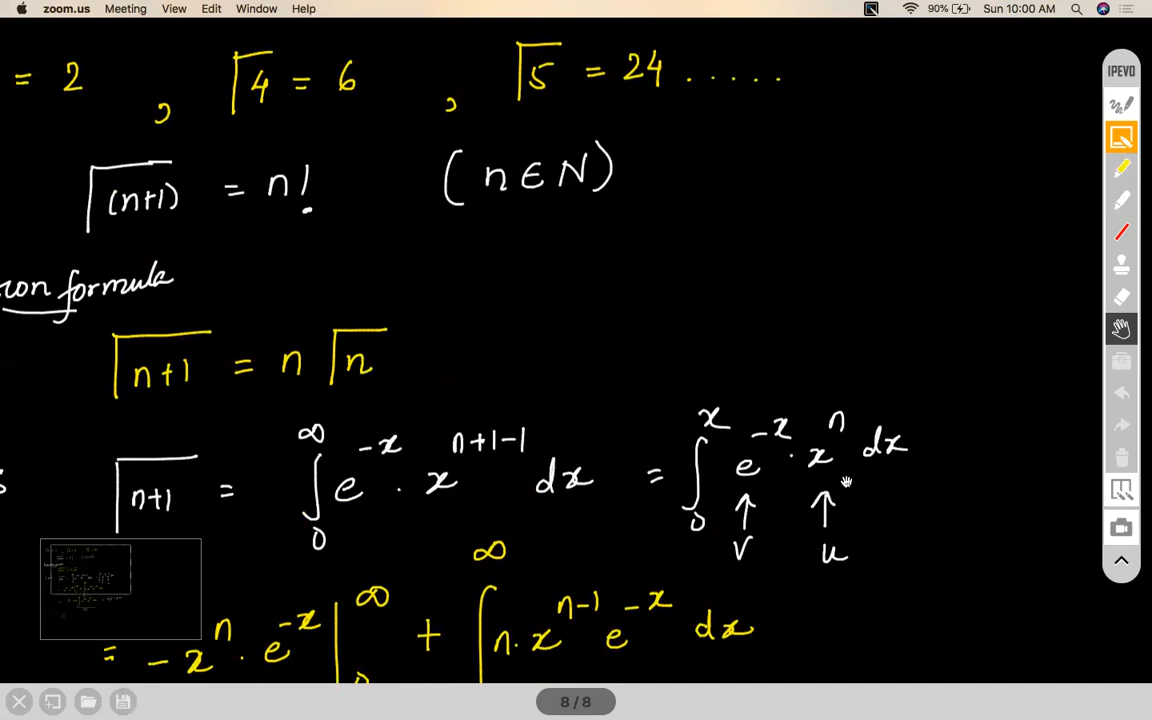 zoom.us Meeting View Edit Window Help 90% Sun 10:00 AM
= 2 , Γ4 = 6 , Γ5 = 24 .....
Γ(n+1) = n! (n ∈ N)
formula
Γn+1 = n Γn
Γn+1 = ∫₀^∞ e^-x . x^n+1-1 dx = ∫₀^x e^-x . x^n dx
↑ ↑
V u
= - x^n . e^-x |₀^∞ + ∫^∞ n . x^n-1 e^-x dx
IPEVO
8 / 8